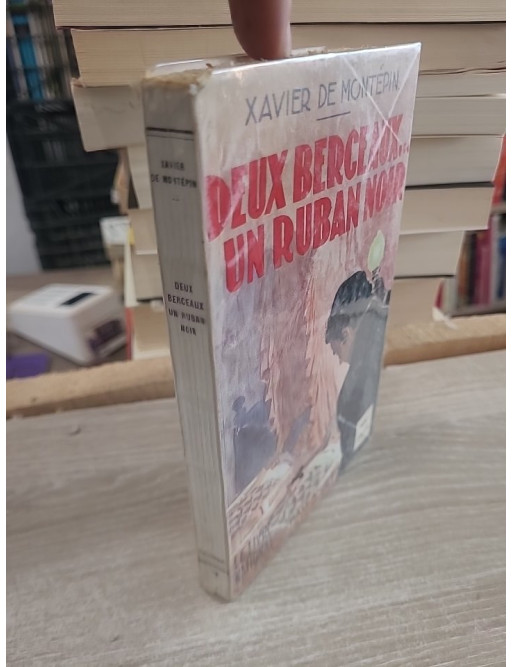 XAVIER DE MONTÉPIN
DEUX BERCEAUX...
UN RUBAN NOIR
XAVIER
DE MONTÉPIN
DEUX
BERCEAUX
UN RUBAN
NOIR